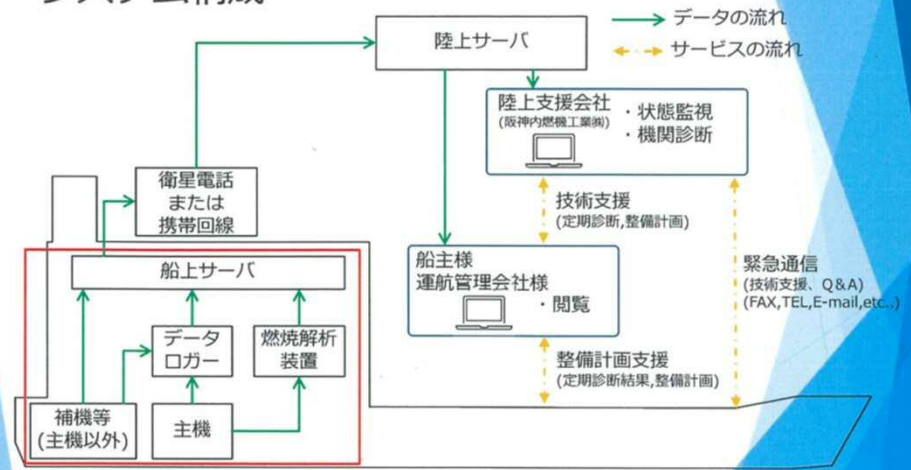 システム構成
データの流れ
サービスの流れ
陸上サーバ
陸上支援会社
(阪神内燃機工業㈱)
・状態監視
・機関診断
衛星電話
または
携帯回線
技術支援
(定期診断,整備計画)
船上サーバ
船主様
運航管理会社様
・閲覧
緊急通信
(技術支援、Q&A)
(FAX,TEL,E-mail,etc..)
データ
ロガー
燃焼解析
装置
整備計画支援
(定期診断結果,整備計画)
補機等
(主機以外)
主機